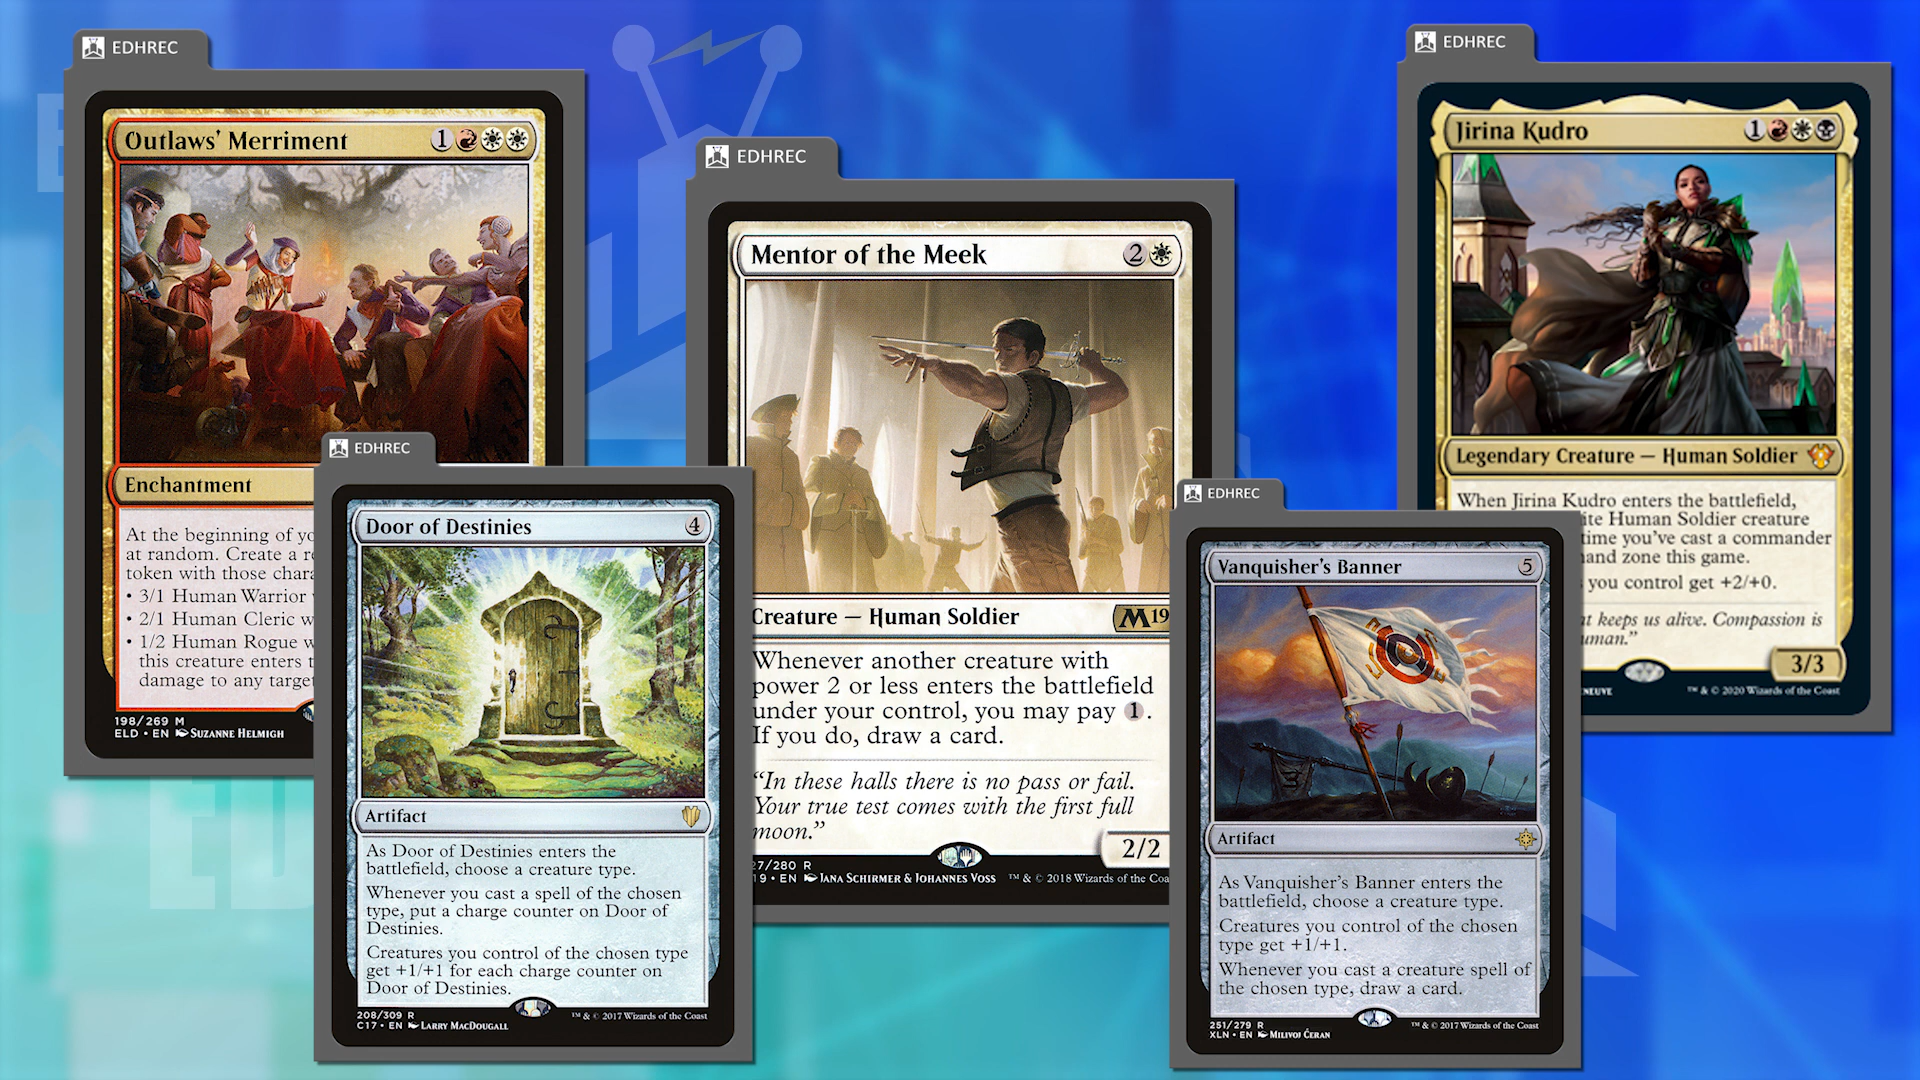 EDHREC
Outlaws' Merriment 1
Enchantment
At the beginning of yo
at random. Create a r
token with those chara
• 3/1 Human Warrior
• 2/1 Human Cleric w
• 1/2 Human Rogue w
this creature enters t
damage to any target
198/269 M
ELD • EN SUZANNE HELMIGH
EDHREC
Door of Destinies 4
Artifact
As Door of Destinies enters the
battlefield, choose a creature type.
Whenever you cast a spell of the chosen
type, put a charge counter on Door of
Destinies.
Creatures you control of the chosen type
get +1/+1 for each charge counter on
Door of Destinies.
208/309 R
C17 • EN LARRY MACDOUGALL
™ & © 2017 Wizards of the Coast
EDHREC
Mentor of the Meek 2
Creature — Human Soldier M19
Whenever another creature with
power 2 or less enters the battlefield
under your control, you may pay 1.
If you do, draw a card.
“In these halls there is no pass or fail.
Your true test comes with the first full
moon.”
2/2
7/280 R
19 • EN JANA SCHIRMER & JOHANNES VOSS
™ & © 2018 Wizards of the Coa
EDHREC
Vanquisher's Banner 5
Artifact
As Vanquisher's Banner enters the
battlefield, choose a creature type.
Creatures you control of the chosen
type get +1/+1.
Whenever you cast a creature spell of
the chosen type, draw a card.
251/279 R
XLN • EN MILIVOJ ĆERAN
™ & © 2017 Wizards of the Coast
EDHREC
Jirina Kudro 1
Legendary Creature — Human Soldier
When Jirina Kudro enters the battlefield,
ite Human Soldier creature
time you've cast a commander
and zone this game.
you control get +2/+0.
at keeps us alive. Compassion is
uman.”
3/3
NEUVE
™ & © 2020 Wizards of the Coast